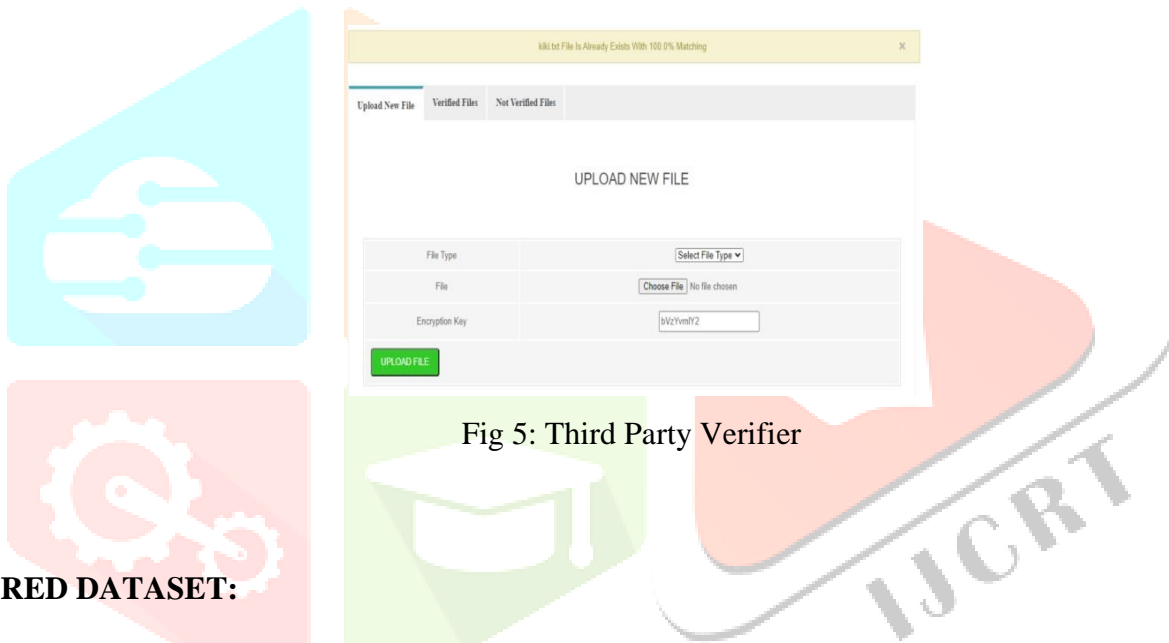 kiki.txt File Is Already Exists With 100.0% Matching X
Upload New File Verified Files Not Verified Files
UPLOAD NEW FILE
File Type Select File Type
File Choose File No file chosen
Encryption Key
UPLOAD FILE
Fig 5: Third Party Verifier
RED DATASET:
IJCRT